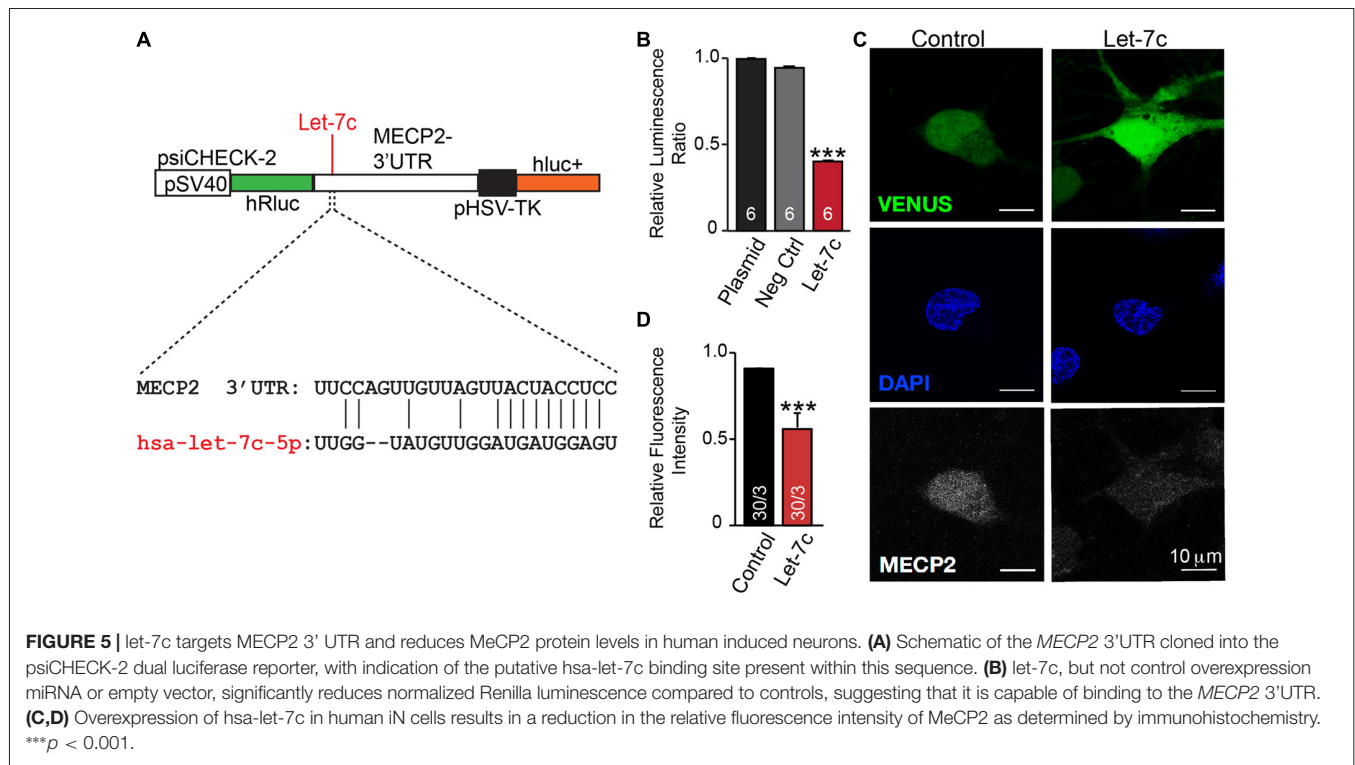 A
Let-7c
MECP2-
3'UTR
psiCHECK-2
hluc+
pSV40
hRluc
pHSV-TK
MECP2 3'UTR: UUCCAGUUGUUAGUUACUACCUCC
hsa-let-7c-5p:UUGG--UAUGUUGGAUGAUGGAGU
B
Relative Luminescence
Ratio
1.0
0.5
0
***
6
6
6
Plasmid
Neg Ctrl
Let-7c
D
Relative Fluorescence
Intensity
1.0
0.5
0
***
30/3
30/3
Control
Let-7c
C
Control
Let-7c
VENUS
DAPI
MECP2
10 μm
FIGURE 5 | let-7c targets MECP2 3' UTR and reduces MeCP2 protein levels in human induced neurons. (A) Schematic of the MECP2 3'UTR cloned into the
psiCHECK-2 dual luciferase reporter, with indication of the putative hsa-let-7c binding site present within this sequence. (B) let-7c, but not control overexpression
miRNA or empty vector, significantly reduces normalized Renilla luminescence compared to controls, suggesting that it is capable of binding to the MECP2 3'UTR.
(C,D) Overexpression of hsa-let-7c in human iN cells results in a reduction in the relative fluorescence intensity of MeCP2 as determined by immunohistochemistry.
***p < 0.001.